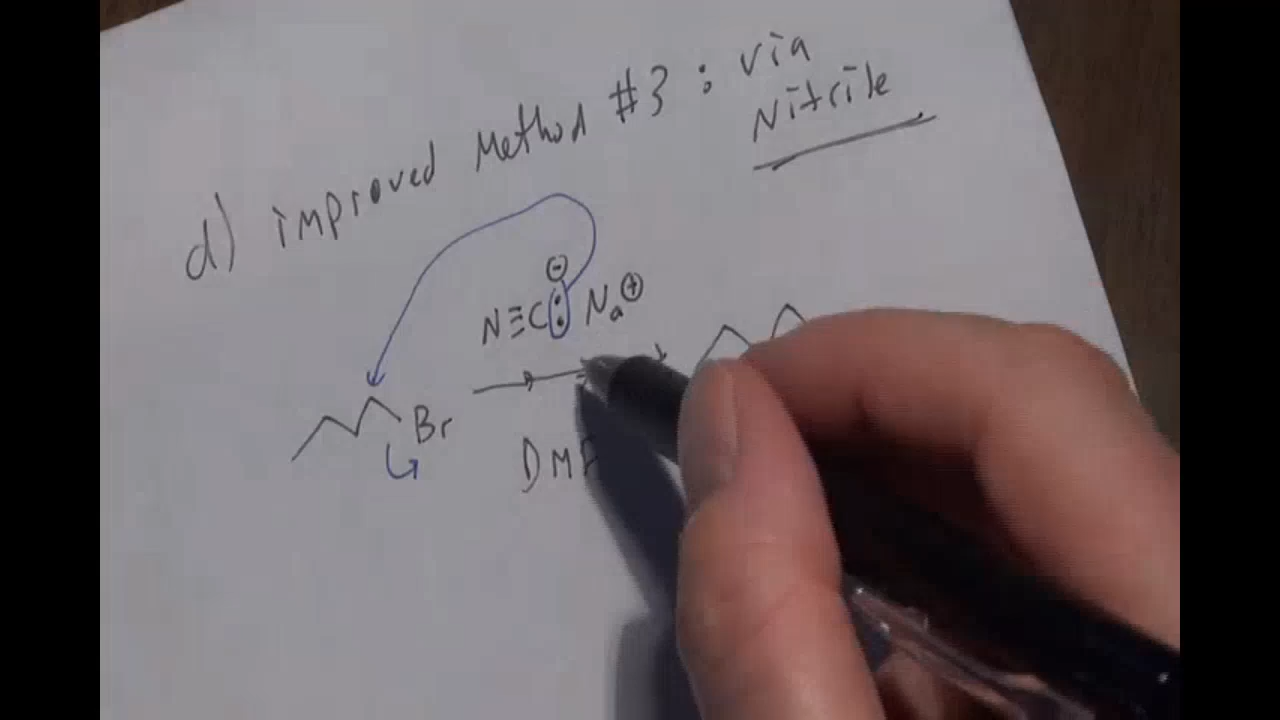 d) improved Method #3 : via
Nitrile
⊖
N≡C: Na⊕
Br
DM